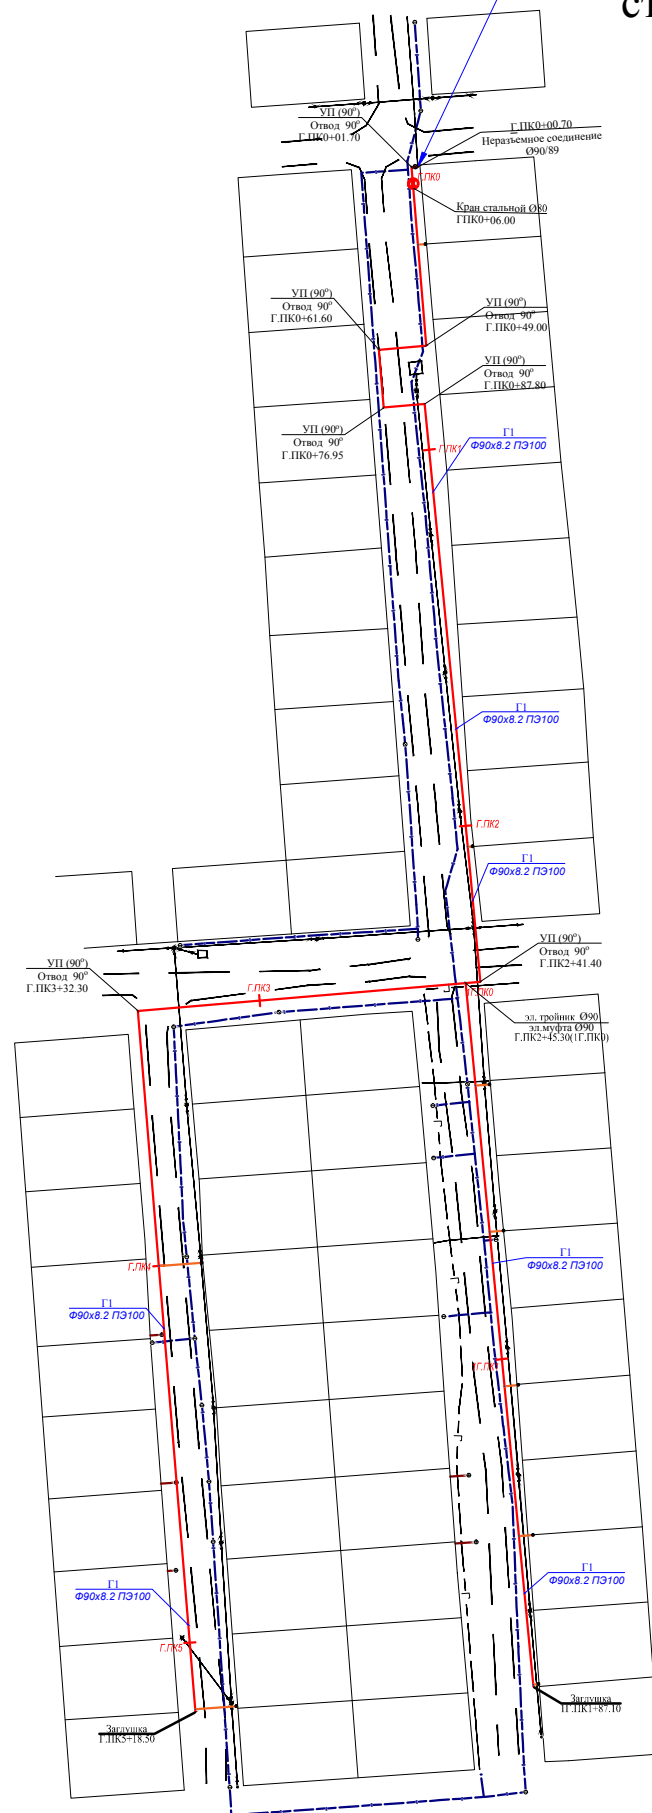 ст
УП (90°)
Отвод 90°
Г.ПК0+01.70
Г.ПК0+00.70
Неразъемное соединение
Ø90/89
Г.ПК0
Кран стальной Ø80
ГПК0+06.00
УП (90°)
Отвод 90°
Г.ПК0+61.60
УП (90°)
Отвод 90°
Г.ПК0+49.00
УП (90°)
Отвод 90°
Г.ПК0+87.80
УП (90°)
Отвод 90°
Г.ПК0+76.95
Г.ПК1
Г1
Ф90х8.2 ПЭ100
Г1
Ф90х8.2 ПЭ100
Г.ПК2
Г1
Ф90х8.2 ПЭ100
УП (90°)
Отвод 90°
Г.ПК2+41.40
УП (90°)
Отвод 90°
Г.ПК3+32.30
Г.ПК3
1Г.ПК0
эл. тройник Ø90
эл.муфта Ø90
Г.ПК2+45.30(1Г.ПК0)
Г.ПК4
Г1
Ф90х8.2 ПЭ100
Г1
Ф90х8.2 ПЭ100
Г1
Ф90х8.2 ПЭ100
Г1
Ф90х8.2 ПЭ100
Г.ПК5
Заглушка
Г.ПК5+18.50
Заглушка
1Г.ПК1+87.10